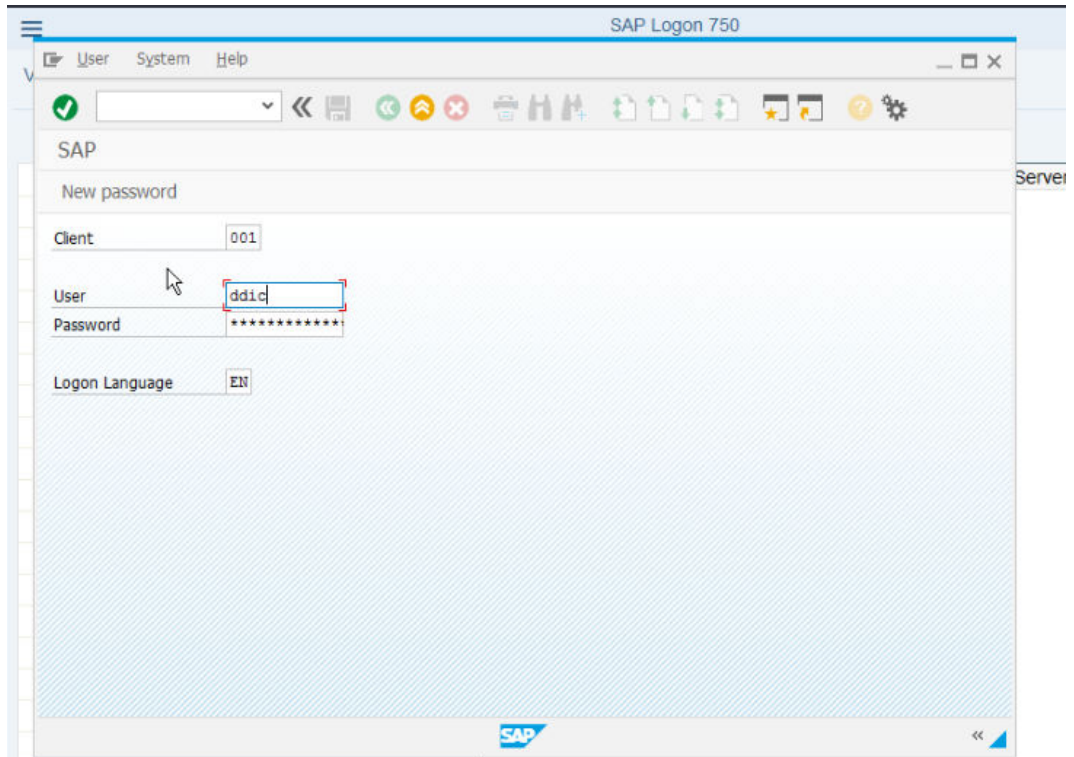 SAP Logon 750
User System Help
SAP
New password
Server
Client 001
User ddic
Password *************
Logon Language EN
SAP